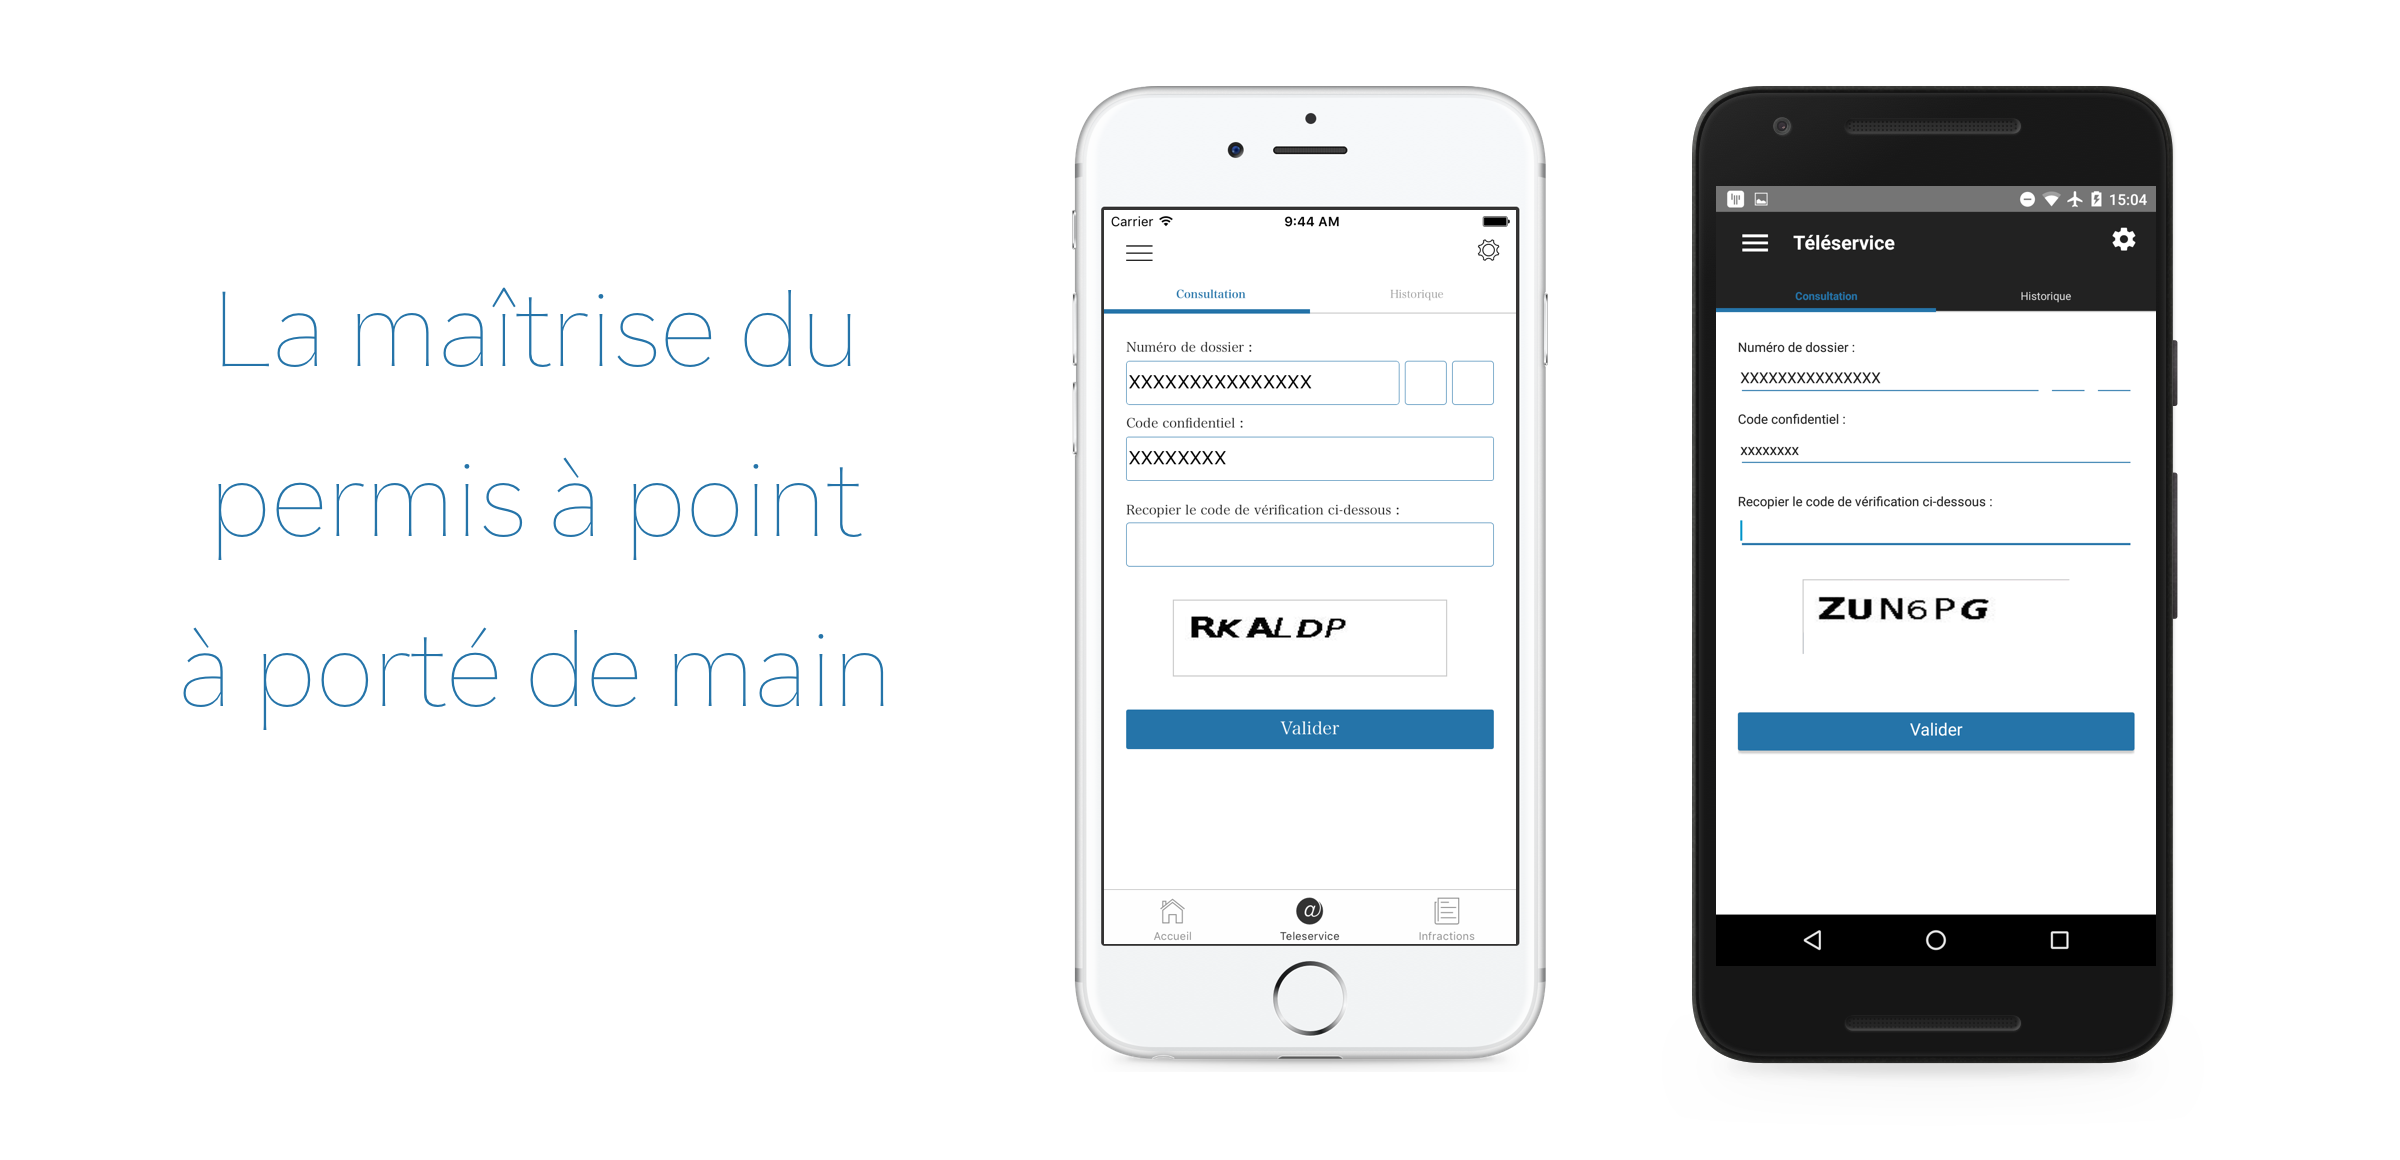 La maîtrise du
permis à point
à porté de main
Carrier
9:44 AM
Consultation
Historique
Numéro de dossier :
XXXXXXXXXXXXXXX
Code confidentiel :
XXXXXXXX
Recopier le code de vérification ci-dessous :
RKALDP
Valider
Accueil
Teleservice
Infractions
15:04
Téléservice
Consultation
Historique
Numéro de dossier :
XXXXXXXXXXXXXXX
Code confidentiel :
xxxxxxxx
Recopier le code de vérification ci-dessous :
ZUN6PG
Valider